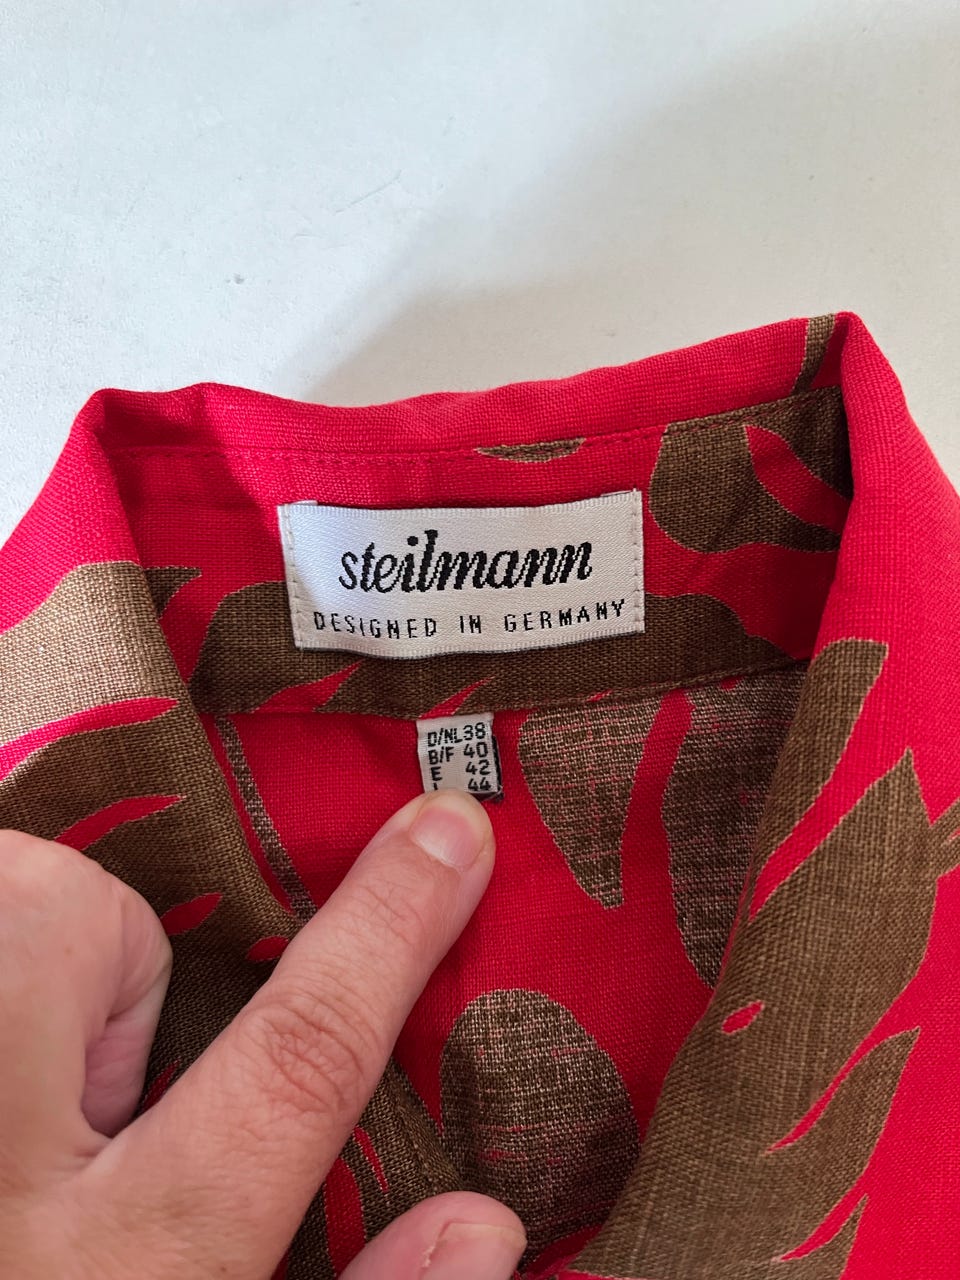 steilmann
DESIGNED IN GERMANY
D/NL 38
B/F 40
E 42
I 44